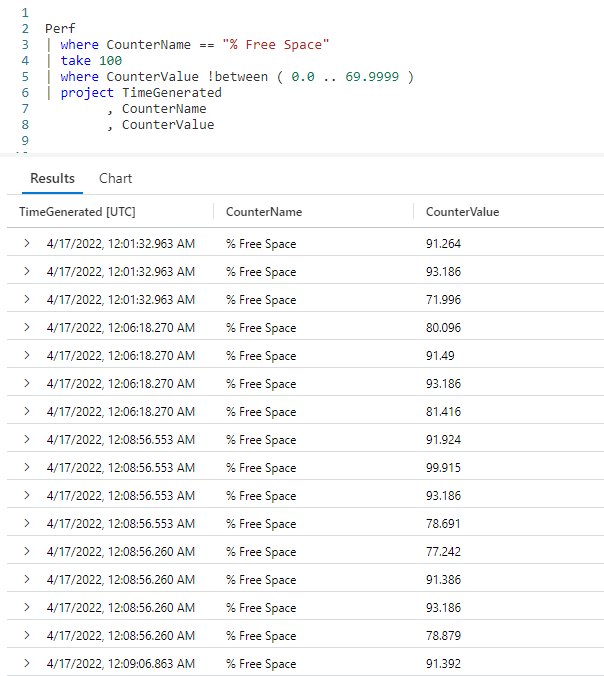 1
2 Perf
3 | where CounterName == "% Free Space"
4 | take 100
5 | where CounterValue !between ( 0.0 .. 69.9999 )
6 | project TimeGenerated
7 , CounterName
8 , CounterValue
9
Results Chart
TimeGenerated [UTC] CounterName CounterValue
4/17/2022, 12:01:32.963 AM % Free Space 91.264
4/17/2022, 12:01:32.963 AM % Free Space 93.186
4/17/2022, 12:01:32.963 AM % Free Space 71.996
4/17/2022, 12:06:18.270 AM % Free Space 80.096
4/17/2022, 12:06:18.270 AM % Free Space 91.49
4/17/2022, 12:06:18.270 AM % Free Space 93.186
4/17/2022, 12:06:18.270 AM % Free Space 81.416
4/17/2022, 12:08:56.553 AM % Free Space 91.924
4/17/2022, 12:08:56.553 AM % Free Space 99.915
4/17/2022, 12:08:56.553 AM % Free Space 93.186
4/17/2022, 12:08:56.553 AM % Free Space 78.691
4/17/2022, 12:08:56.260 AM % Free Space 77.242
4/17/2022, 12:08:56.260 AM % Free Space 91.386
4/17/2022, 12:08:56.260 AM % Free Space 93.186
4/17/2022, 12:08:56.260 AM % Free Space 78.879
4/17/2022, 12:09:06.863 AM % Free Space 91.392